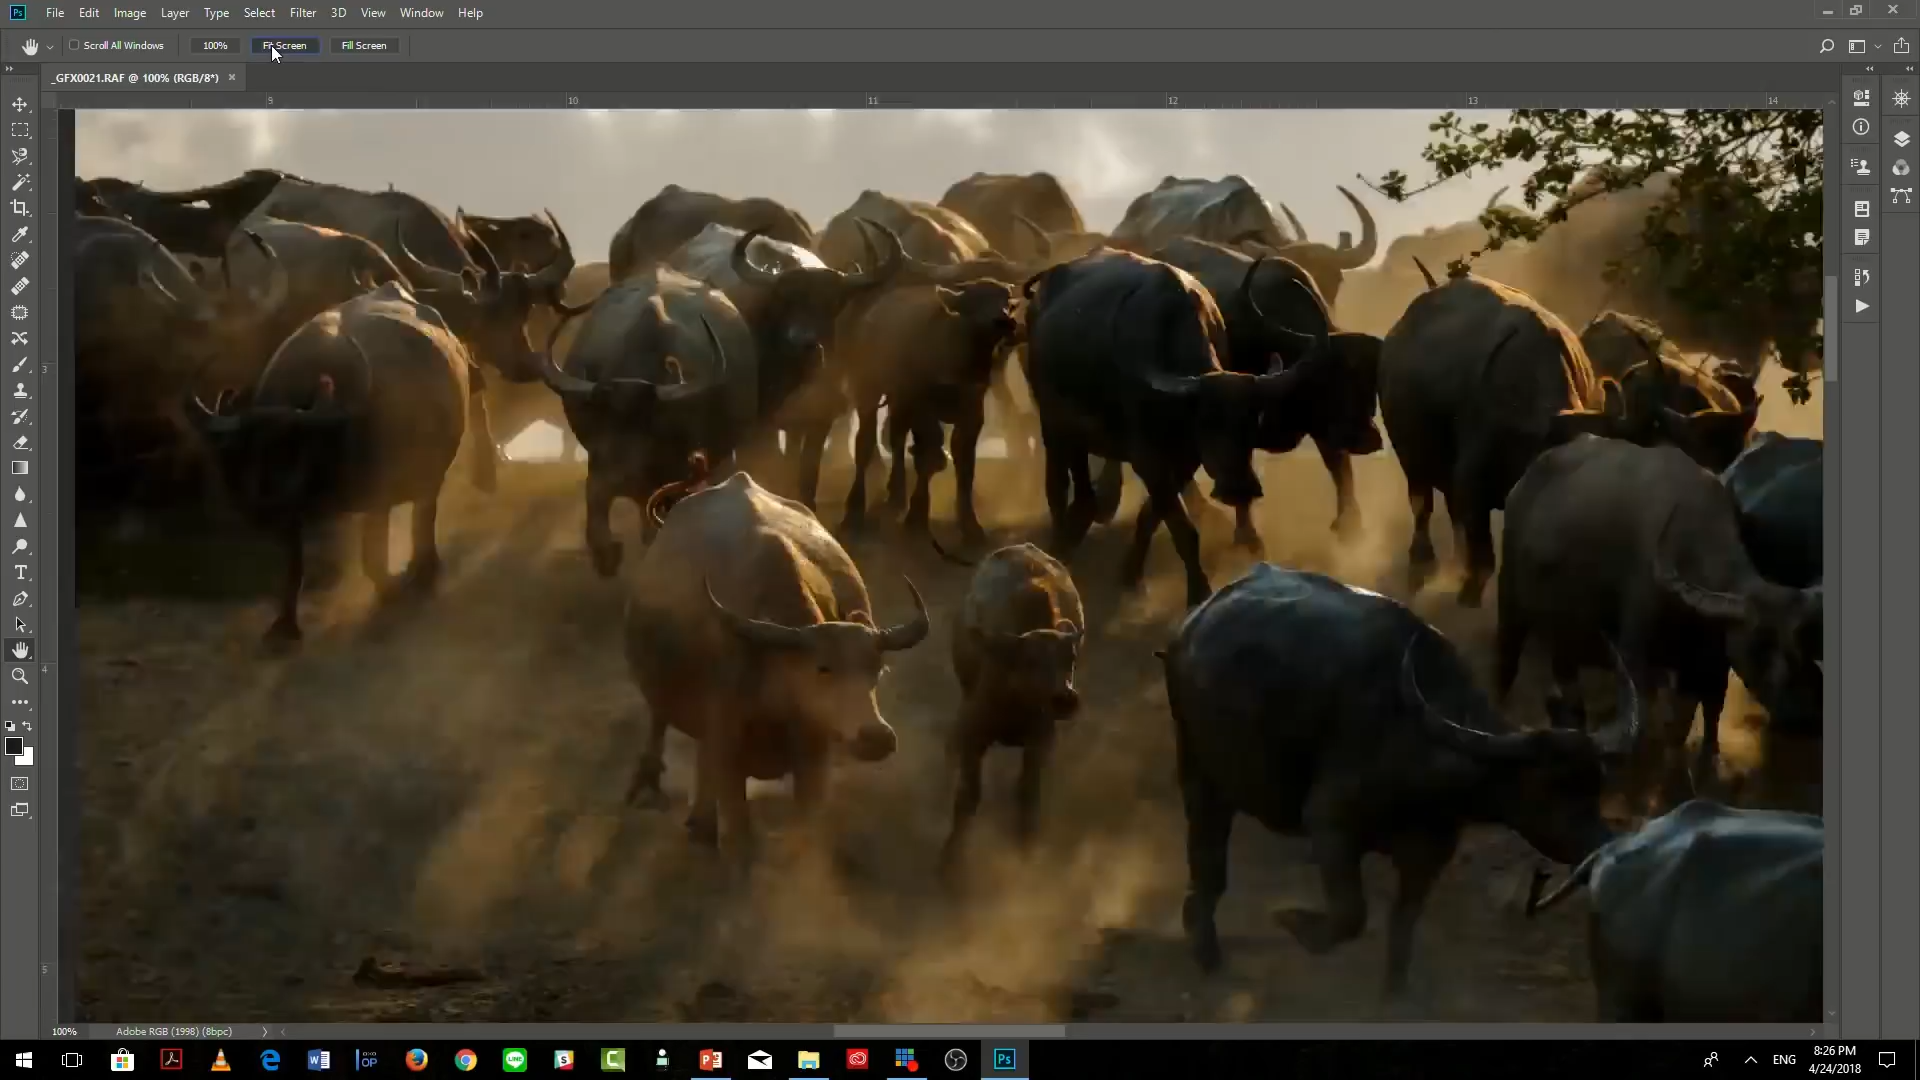 Ps File Edit Image Layer Type Select Filter 3D View Window Help
Scroll All Windows 100% Fit Screen Fill Screen
_GFX0021.RAF @ 100% (RGB/8*) ×
9 10 11 12 13 14
3
4
5
100% Adobe RGB (1998) (8bpc)
ENG 8:26 PM
4/24/2018
Ps